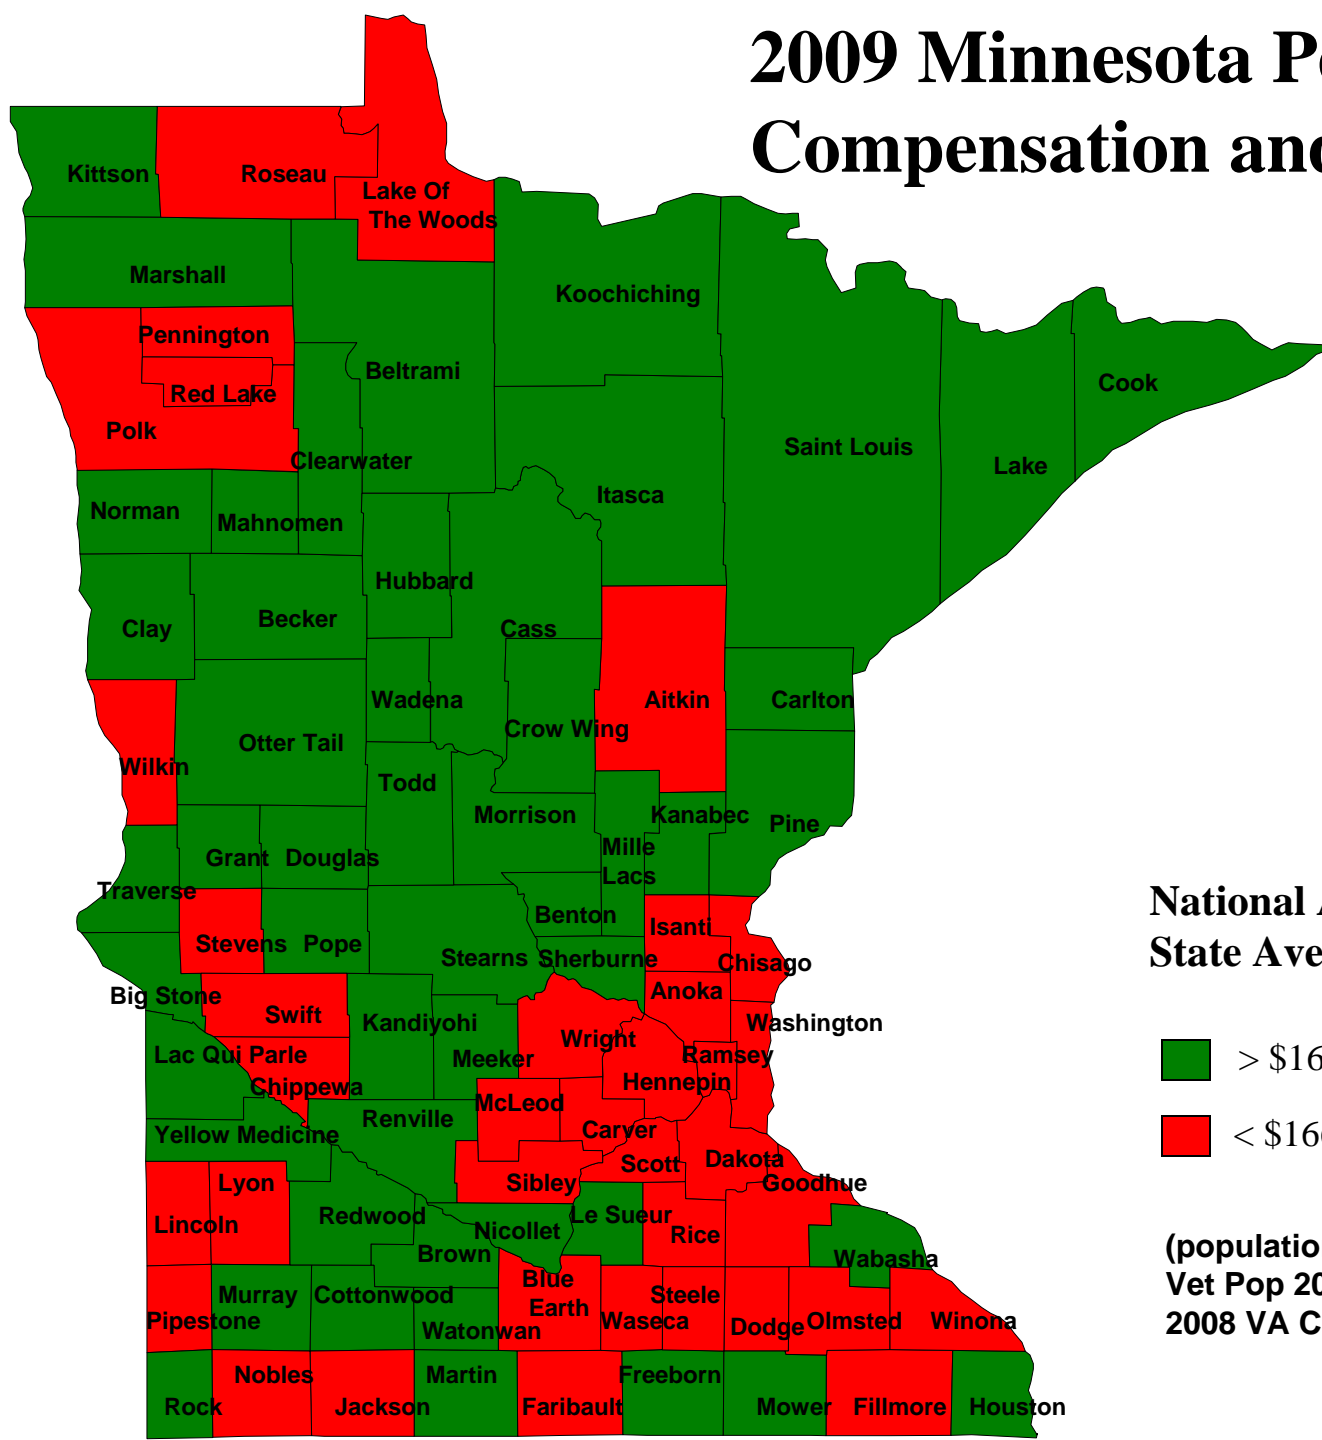 2009 Minnesota P
Compensation and
Kittson
Roseau
Lake Of
The Woods
Marshall
Koochiching
Pennington
Beltrami
Cook
Red Lake
Polk
Saint Louis
Clearwater
Lake
Itasca
Norman
Mahnomen
Hubbard
Becker
Clay
Cass
Wadena
Aitkin
Carlton
Crow Wing
Otter Tail
Wilkin
Todd
Morrison
Kanabec
Pine
Mille
Lacs
Grant
Douglas
Traverse
National
State Ave
Benton
Isanti
Stevens
Pope
Stearns
Sherburne
Chisago
Big Stone
Anoka
Swift
Kandiyohi
Washington
Wright
Lac Qui Parle
Meeker
Ramsey
> $16
Chippewa
Hennepin
McLeod
Renville
Yellow Medicine
Carver
< $16
Scott
Dakota
Lyon
Sibley
Goodhue
Lincoln
Redwood
Nicollet
Le Sueur
Rice
Brown
Wabasha
(populatio
Vet Pop 20
2008 VA C
Blue
Earth
Murray
Cottonwood
Steele
Pipestone
Watonwan
Waseca
Dodge
Olmsted
Winona
Nobles
Martin
Freeborn
Rock
Jackson
Faribault
Mower
Fillmore
Houston